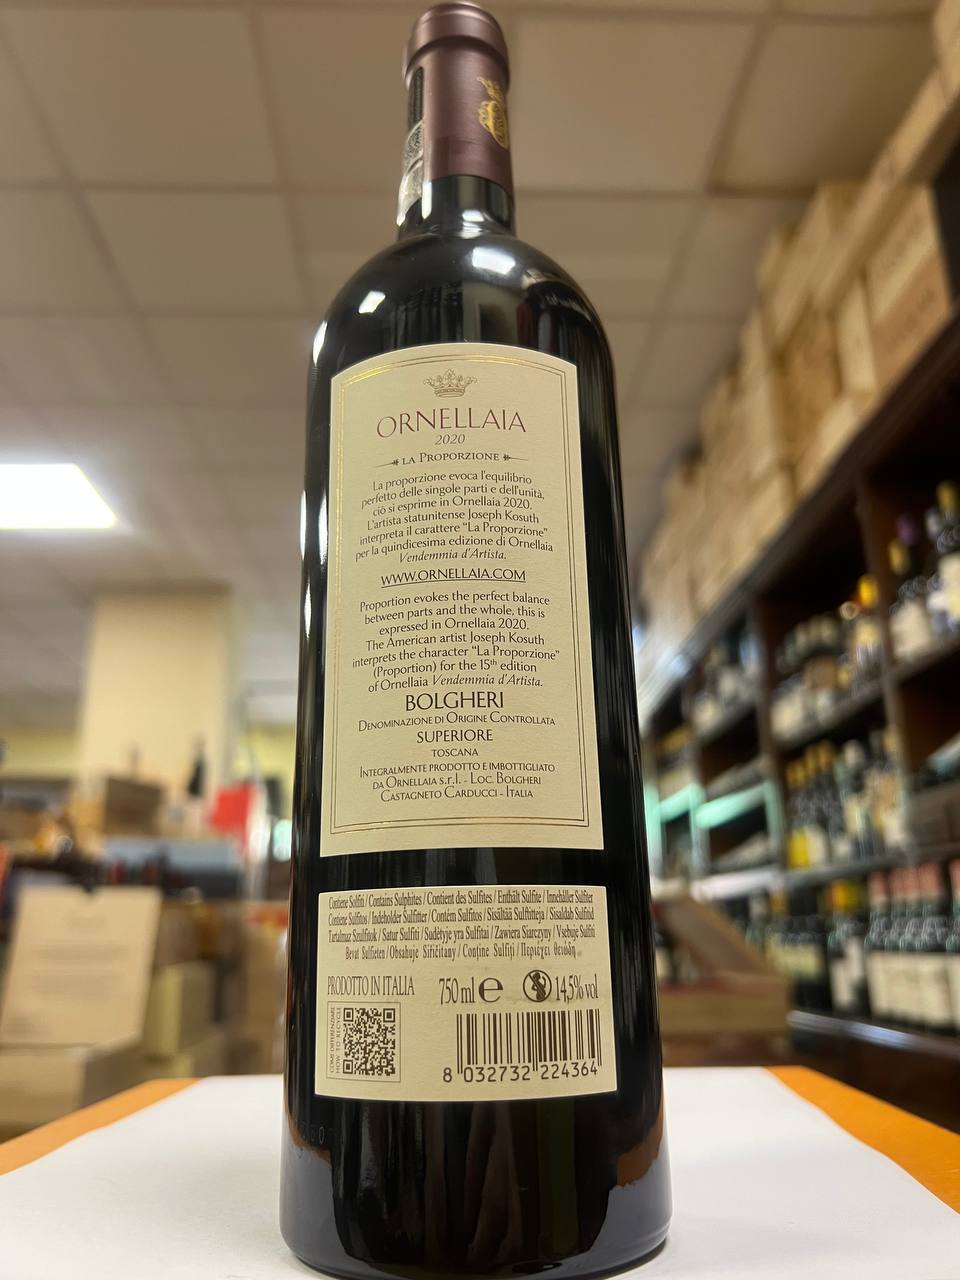 ORNELLAIA
2020
LA PROPORZIONE
La proporzione evoca l'equilibrio
perfetto delle singole parti e dell'unità,
ciò si esprime in Ornellaia 2020.
L'artista statunitense Joseph Kosuth
interpreta il carattere "La Proporzione"
per la quindicesima edizione di Ornellaia
Vendemmia d'Artista.
WWW.ORNELLAIA.COM
Proportion evokes the perfect balance
between parts and the whole, this is
expressed in Ornellaia 2020.
The American artist Joseph Kosuth
interprets the character "La Proporzione"
(Proportion) for the 15th edition
of Ornellaia Vendemmia d'Artista.
BOLGHERI
DENOMINAZIONE DI ORIGINE CONTROLLATA
SUPERIORE
TOSCANA
INTEGRALMENTE PRODOTTO E IMBOTTIGLIATO
DA ORNELLAIA S.R.L. - LOC. BOLGHERI
CASTAGNETO CARDUCCI - ITALIA
Contiene Solfiti / Contains Sulphites / Contient des Sulfites / Enthält Sulfite / Innehåller Sulfiter
Contiene Sulfitos / Indeholder Sulfitter / Contém Sulfitos / Sisältää Sulfiitteja / Sisaldab Sulfitid
Tartalmaz Szulfitok / Satur Sulfiti / Sudėtyje yra Sulfitai / Zawiera Siarczyny / Vsebuje Sulfiti
Bevat Sulfieten / Obsahuje Siřičitany / Conține Sulfiți / Περιέχει θειώδη
PRODOTTO IN ITALIA
750 ml e 14,5% vol
COME DIFFERENZIARE
HOW TO RECYCLE
8 032732 224364